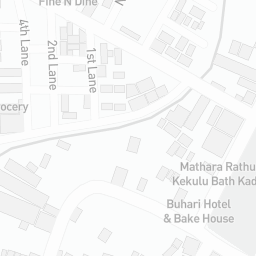 Fine N Dine
4th Lane
2nd Lane
1st Lane
ocery
Mathara Rathu
Kekulu Bath Kad
Buhari Hotel
& Bake House